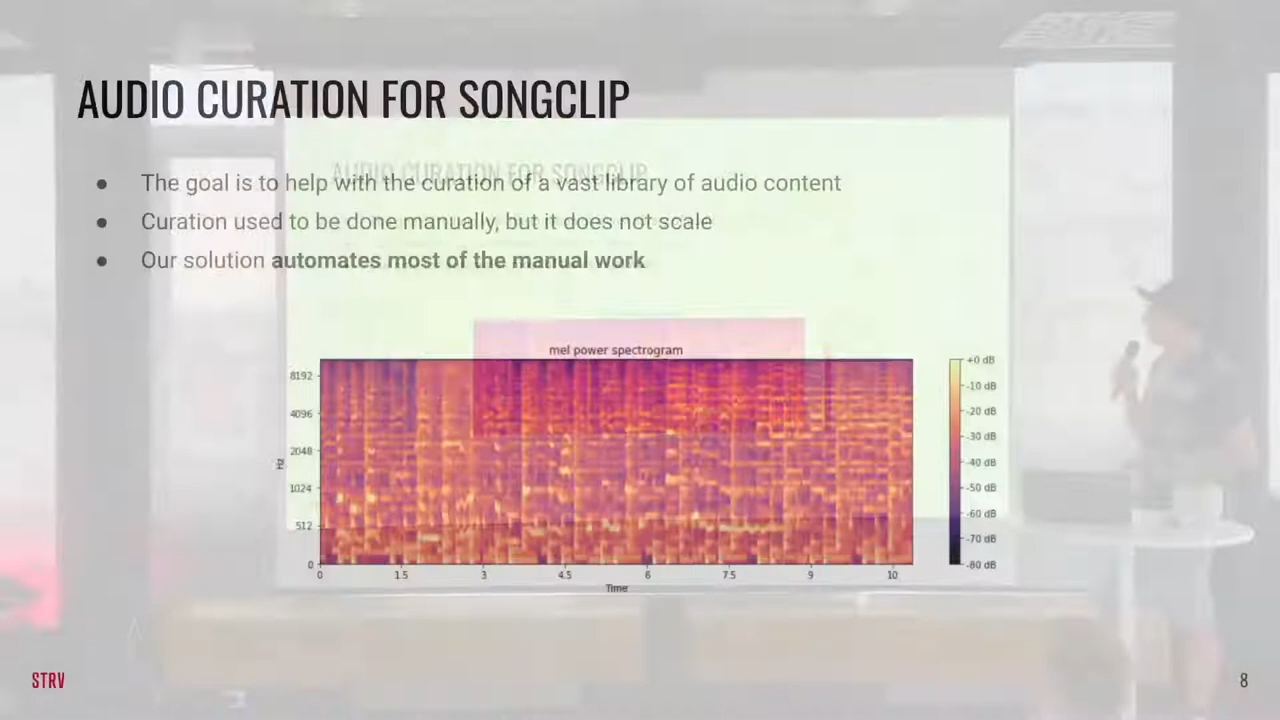 AUDIO CURATION FOR SONGCLIP
AUDIO CURATION FOR SONGCLIP
● The goal is to help with the curation of a vast library of audio content
● Curation used to be done manually, but it does not scale
● Our solution automates most of the manual work
mel power spectrogram
8192
4096
2048
1024
512
0
Hz
0 1.5 3 4.5 6 7.5 9 10
Time
+0 dB
-10 dB
-20 dB
-30 dB
-40 dB
-50 dB
-60 dB
-70 dB
-80 dB
STRV
8